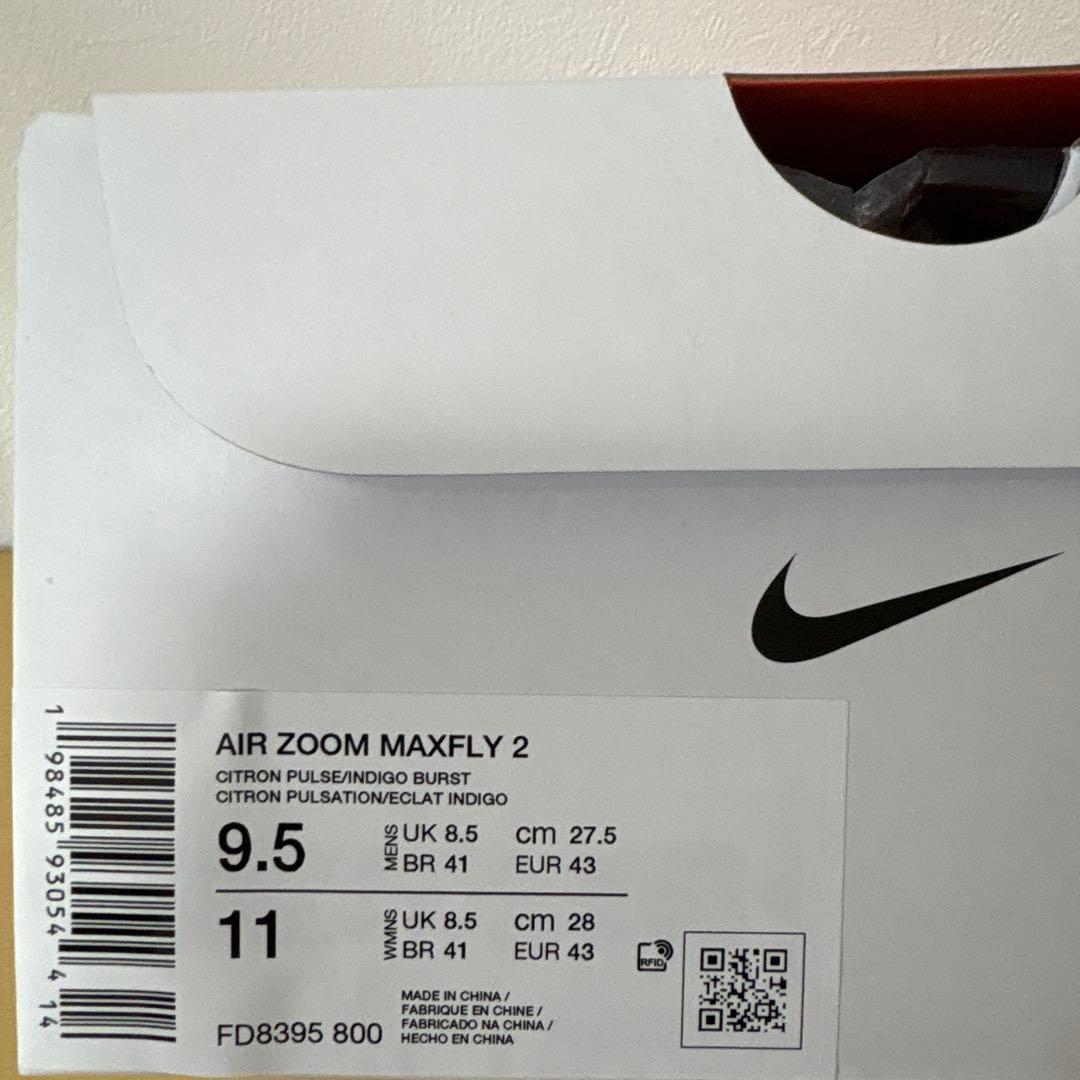 AIR ZOOM MAXFLY 2
CITRON PULSE/INDIGO BURST
CITRON PULSATION/ECLAT INDIGO
9.5 MENS UK 8.5 cm 27.5
BR 41 EUR 43
11 WMNS UK 8.5 cm 28
BR 41 EUR 43
RFID
MADE IN CHINA /
FABRIQUE EN CHINE /
FABRICADO NA CHINA /
HECHO EN CHINA
FD8395 800
1 98485 93054 4 14